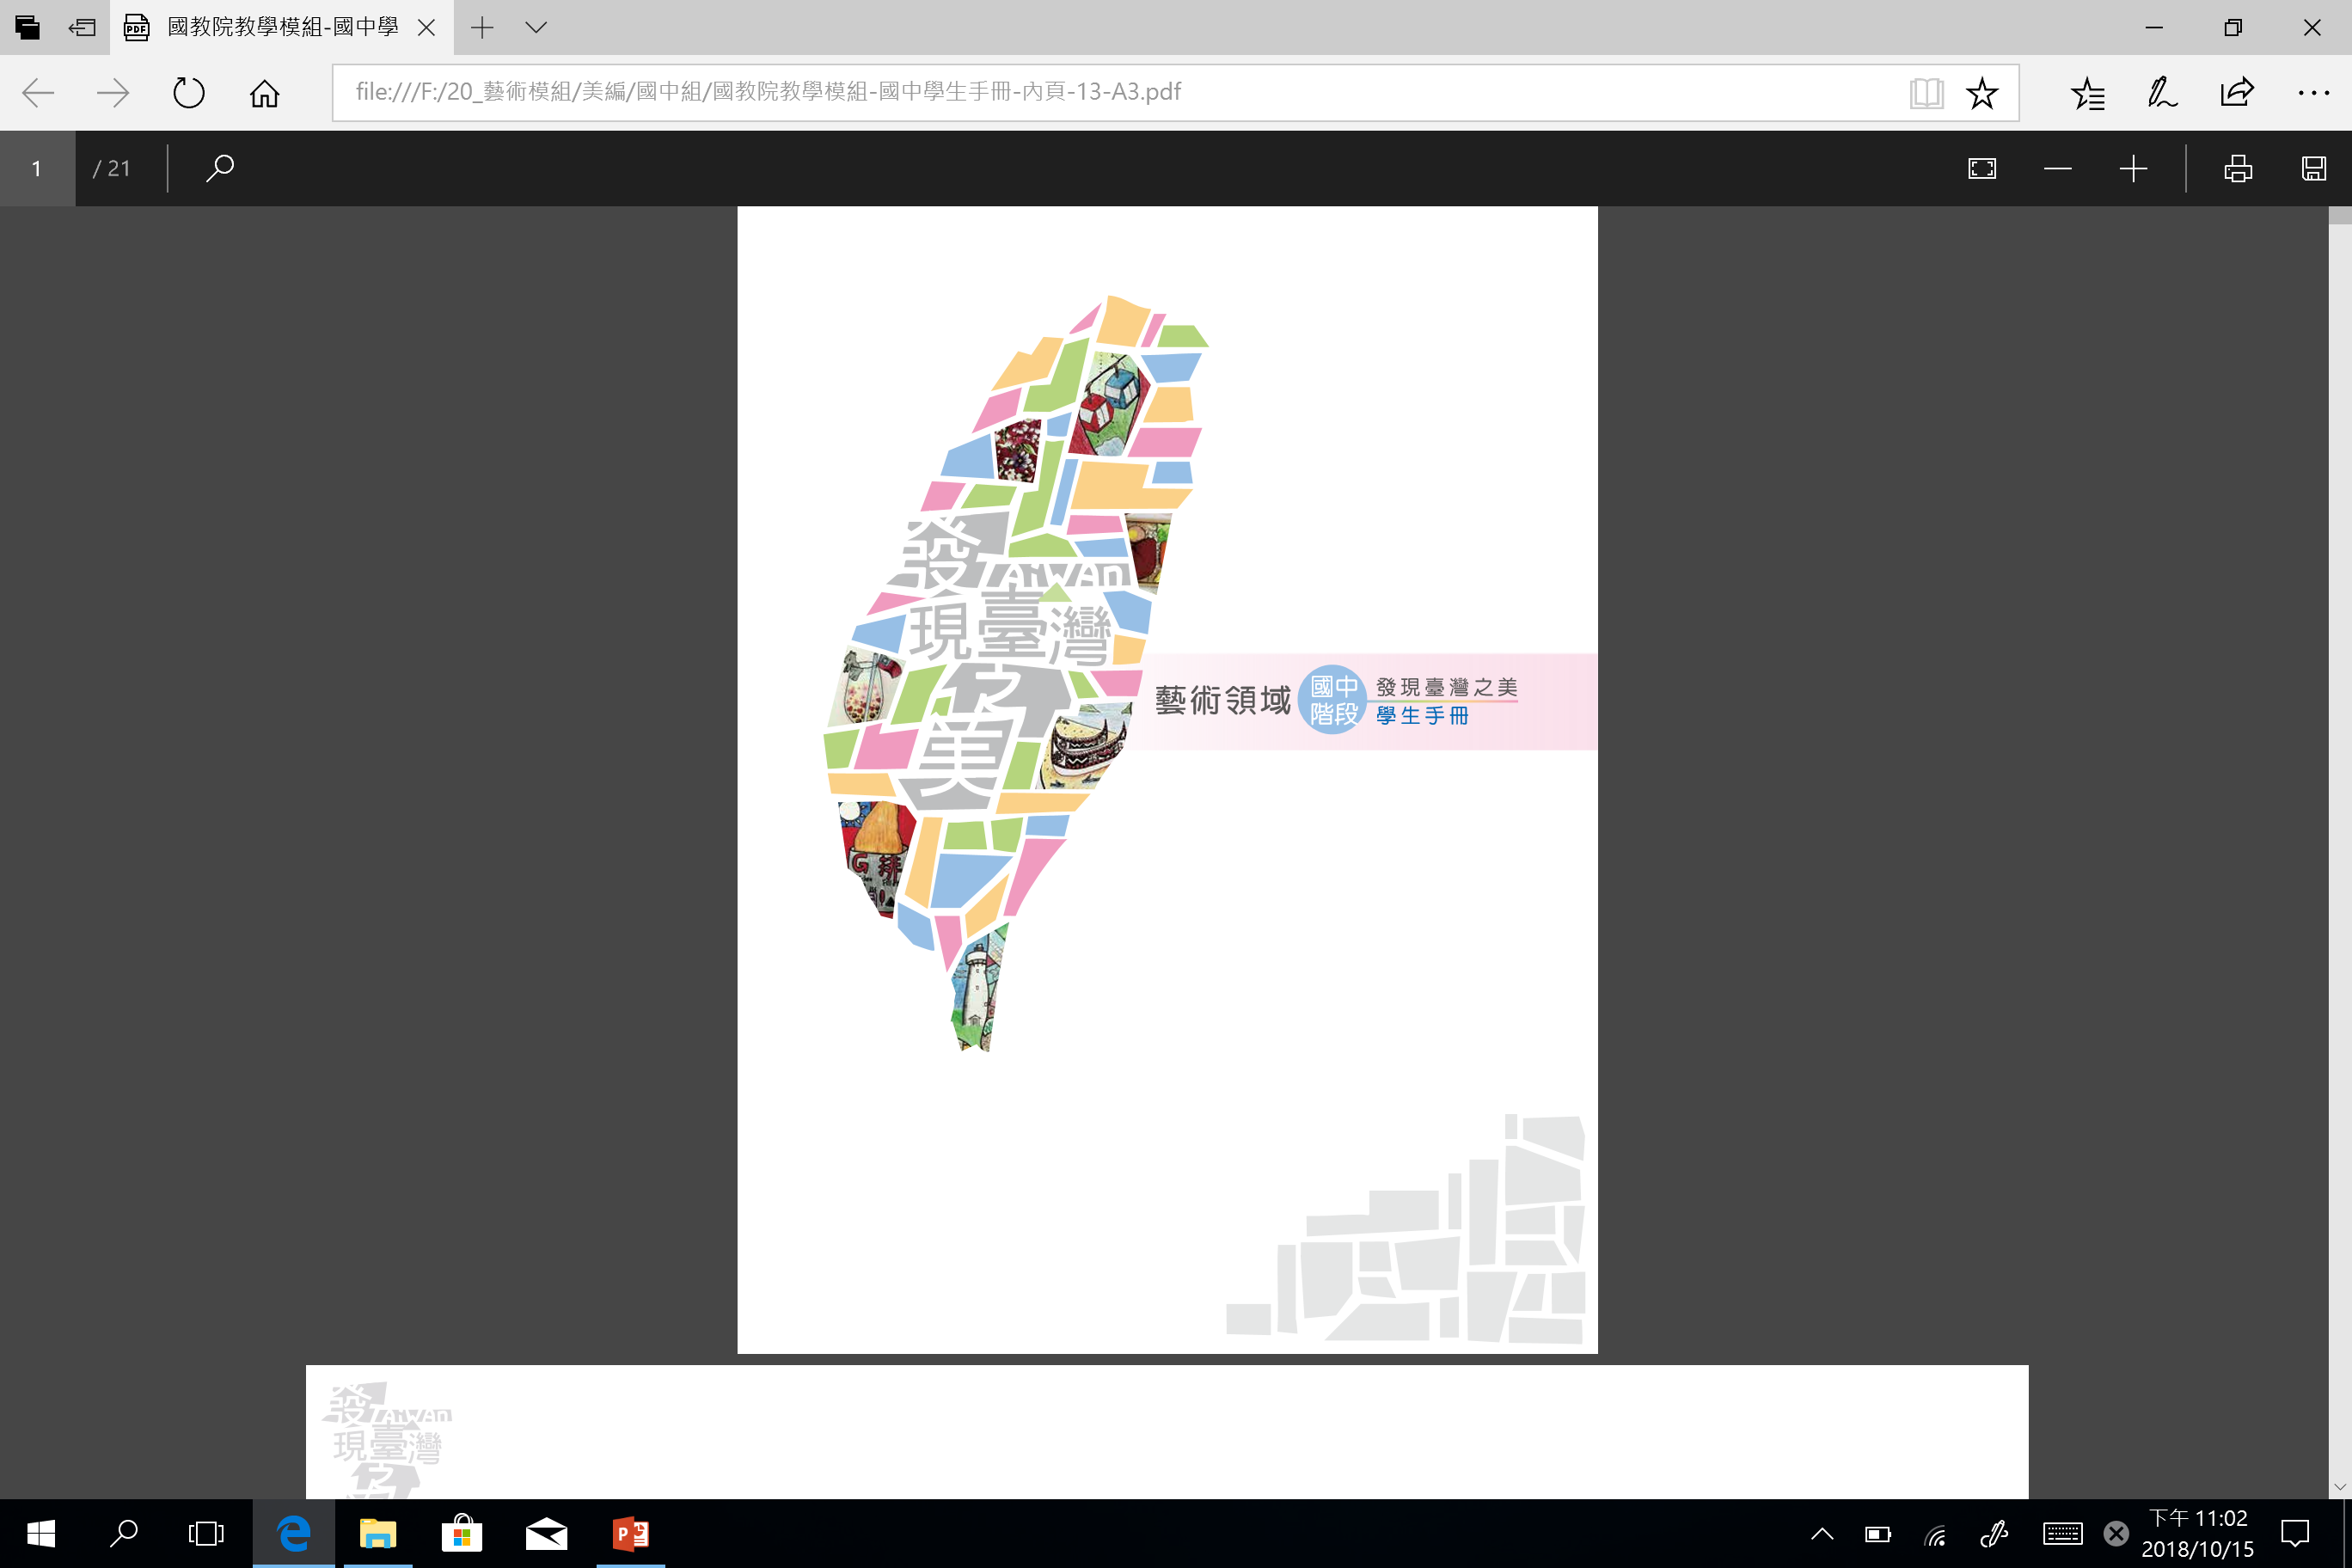 國教院教學模組-國中學
file:///F:/20_藝術模組/美編/國中組/國教院教學模組-國中學生手冊-內頁-13-A3.pdf
1 / 21
發
TAIWAN
現臺灣
之
美
藝術領域
國中
階段
發現臺灣之美
學生手冊
G 排
發
TAIWAN
現臺灣
之
下午 11:02
2018/10/15